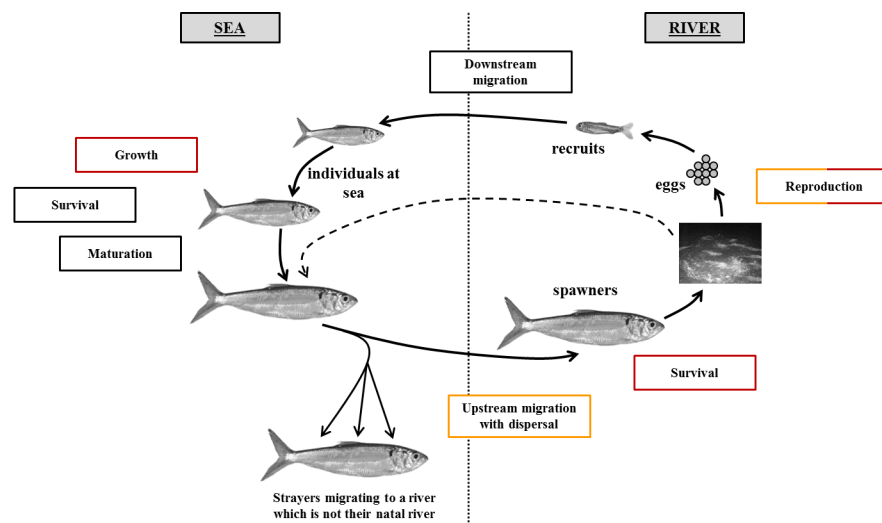 SEA
RIVER
Downstream
migration
recruits
Growth
individuals at
sea
eggs
Reproduction
Survival
Maturation
spawners
Survival
Upstream migration
with dispersal
Strayers migrating to a river
which is not their natal river